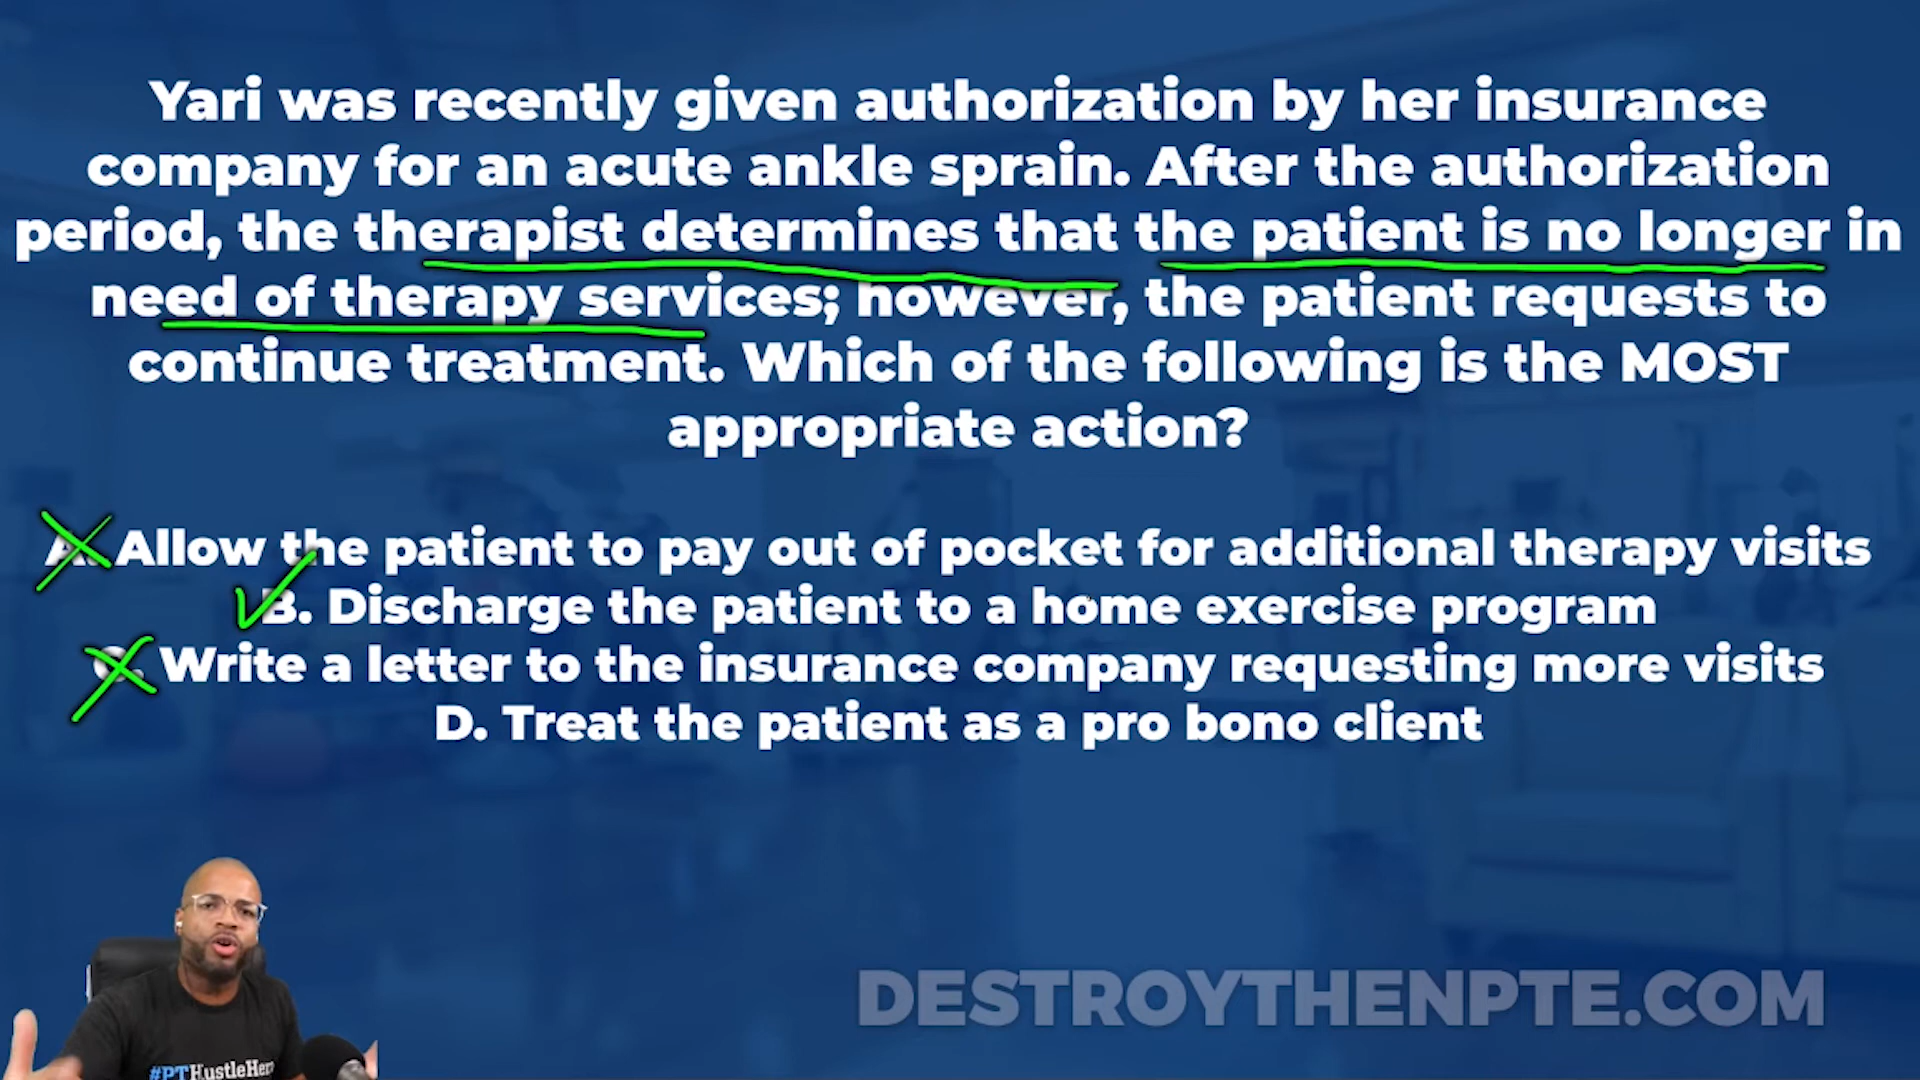 Yari was recently given authorization by her insurance
company for an acute ankle sprain. After the authorization
period, the therapist determines that the patient is no longer in
need of therapy services; however, the patient requests to
continue treatment. Which of the following is the MOST
appropriate action?
A. Allow the patient to pay out of pocket for additional therapy visits
B. Discharge the patient to a home exercise program
C. Write a letter to the insurance company requesting more visits
D. Treat the patient as a pro bono client
DESTROYTHENPTE.COM